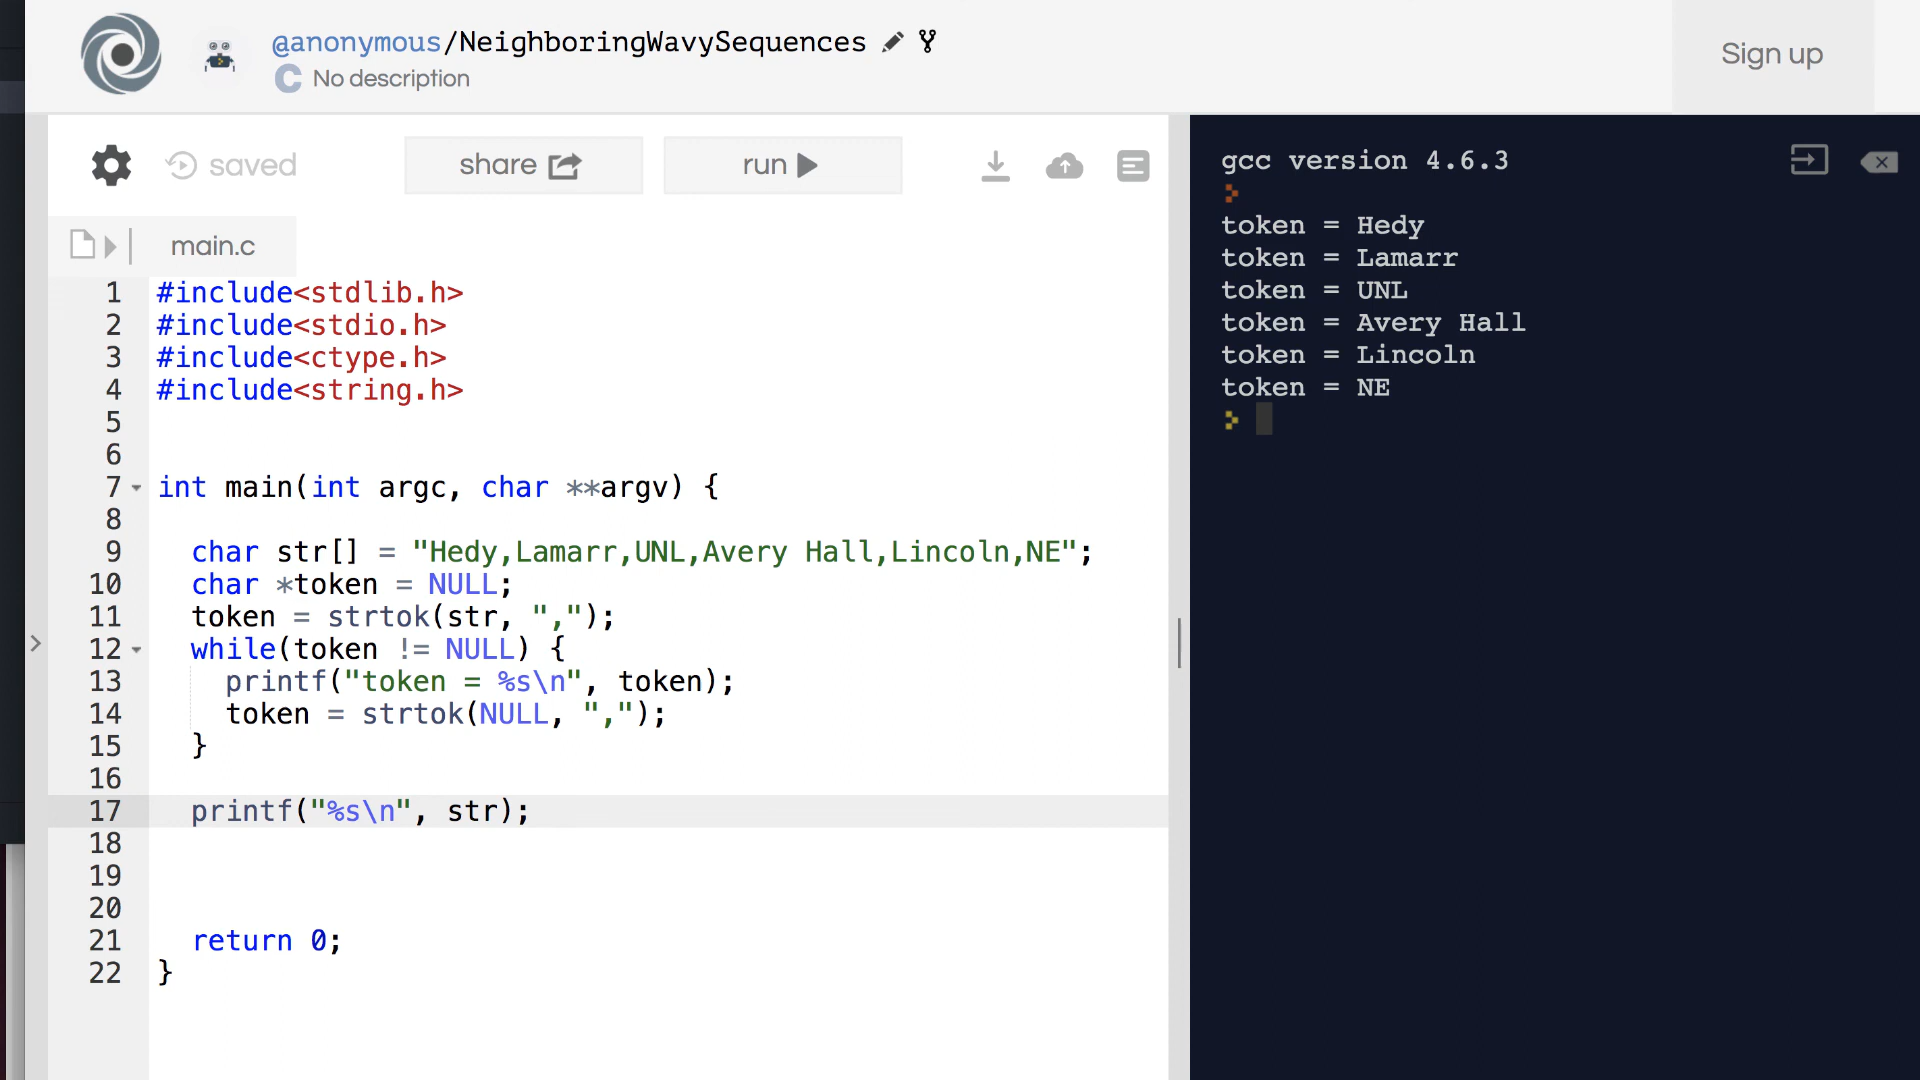 @anonymous/NeighboringWavySequences
No description
Sign up
saved
share
run
main.c
1 #include<stdlib.h>
2 #include<stdio.h>
3 #include<ctype.h>
4 #include<string.h>
5
6
7 int main(int argc, char **argv) {
8
9 char str[] = "Hedy,Lamarr,UNL,Avery Hall,Lincoln,NE";
10 char *token = NULL;
11 token = strtok(str, ",");
12 while(token != NULL) {
13 printf("token = %s\n", token);
14 token = strtok(NULL, ",");
15 }
16
17 printf("%s\n", str);
18
19
20
21 return 0;
22 }
gcc version 4.6.3
token = Hedy
token = Lamarr
token = UNL
token = Avery Hall
token = Lincoln
token = NE